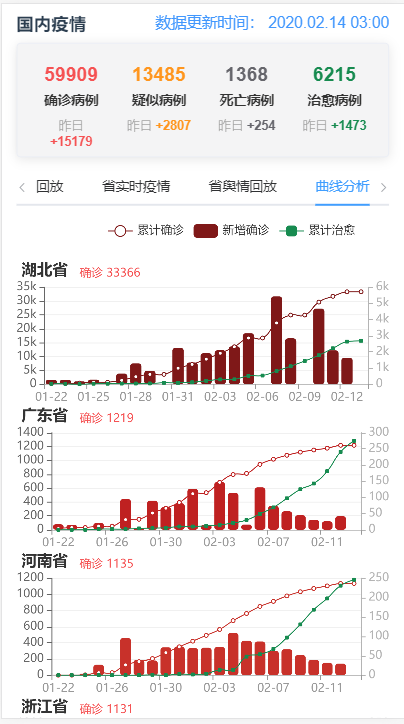 国内疫情 数据更新时间： 2020.02.14 03:00
59909 13485 1368 6215
确诊病例 疑似病例 死亡病例 治愈病例
昨日 昨日 +2807 昨日 +254 昨日 +1473
+15179
回放 省实时疫情 省舆情回放 曲线分析
累计确诊 新增确诊 累计治愈
湖北省 确诊 33366
35k 6k
30k 5k
25k 4k
20k
15k 3k
10k 2k
5k 1k
0 0
01-22 01-25 01-28 01-31 02-03 02-06 02-09 02-12
广东省 确诊 1219
1400 300
1200 250
1000 200
800
600 150
400 100
200 50
0 0
01-22 01-26 01-30 02-03 02-07 02-11
河南省 确诊 1135
1200 250
1000 200
800 150
600
400 100
200 50
0 0
01-22 01-26 01-30 02-03 02-07 02-11
浙江省 确诊 1131